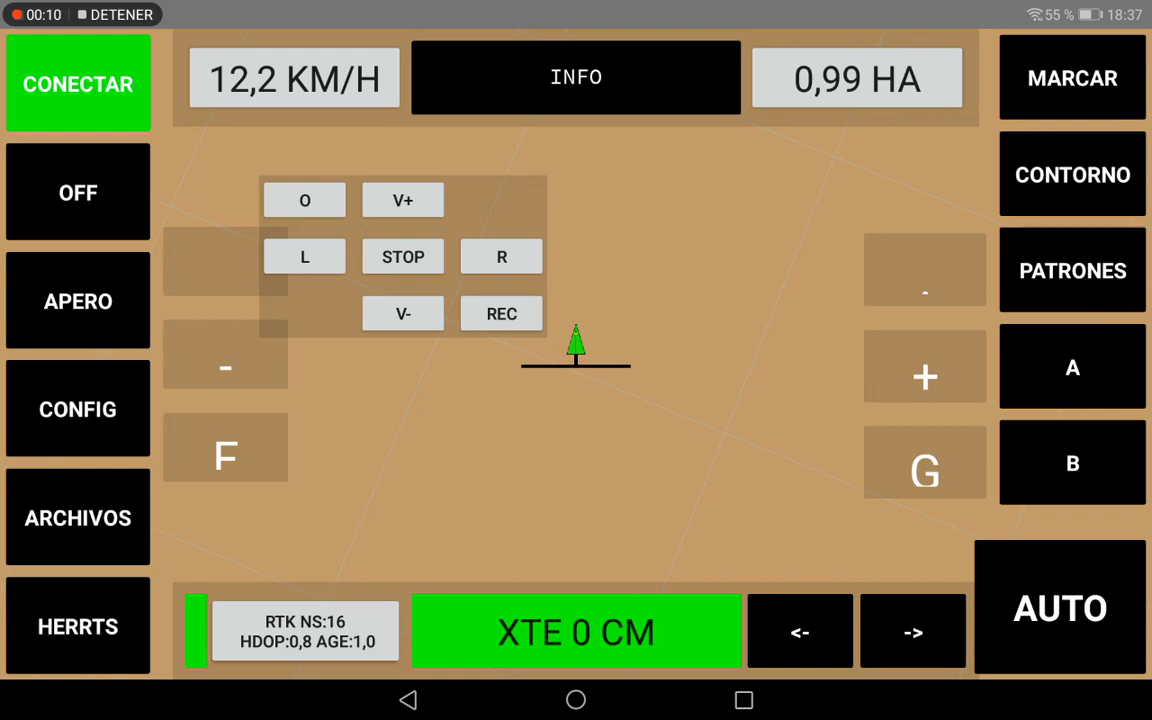 00:10 DETENER
55 % 18:37
CONECTAR
12,2 KM/H
INFO
0,99 HA
MARCAR
OFF
O
V+
CONTORNO
L
STOP
R
PATRONES
APERO
V-
REC
-
-
+
A
CONFIG
F
G
B
ARCHIVOS
HERRTS
RTK NS:16
HDOP:0,8 AGE:1,0
XTE 0 CM
<-
->
AUTO